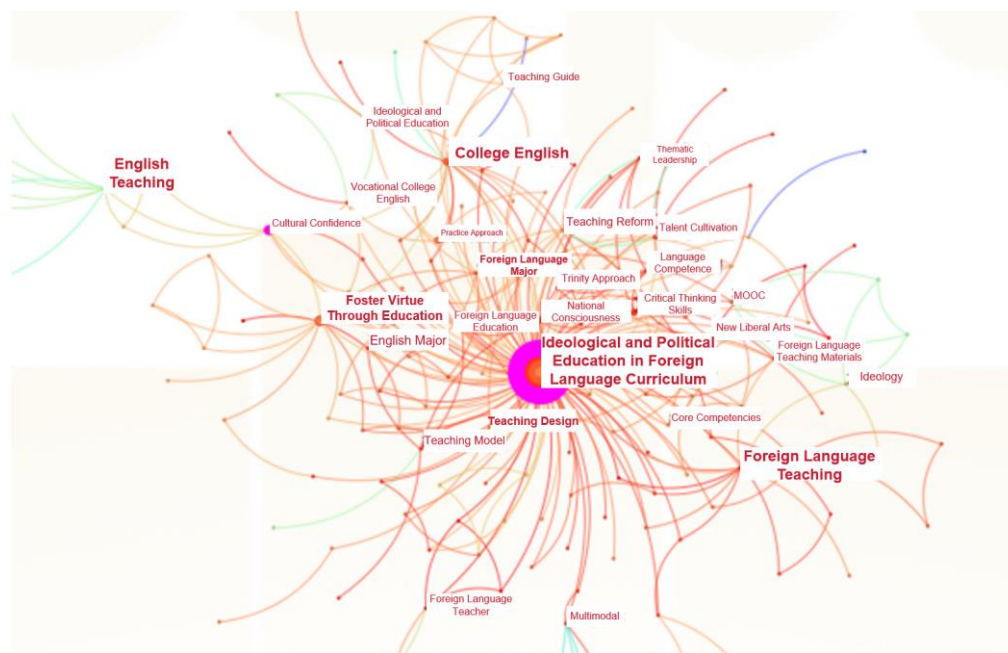 Teaching Guide
Ideological and
Political Education
College English
Thematic
Leadership
English
Teaching
Vocational College
English
Cultural Confidence
Practice Approach
Teaching Reform
Talent Cultivation
Foreign Language
Major
Language
Competence
Trinity Approach
Foster Virtue
Through Education
Foreign Language
Education
National
Consciousness
Critical Thinking
Skills
MOOC
New Liberal Arts
English Major
Ideological and Political
Education in Foreign
Language Curriculum
Foreign Language
Teaching Materials
Ideology
Teaching Design
Core Competencies
Teaching Model
Foreign Language
Teaching
Foreign Language
Teacher
Multimodal